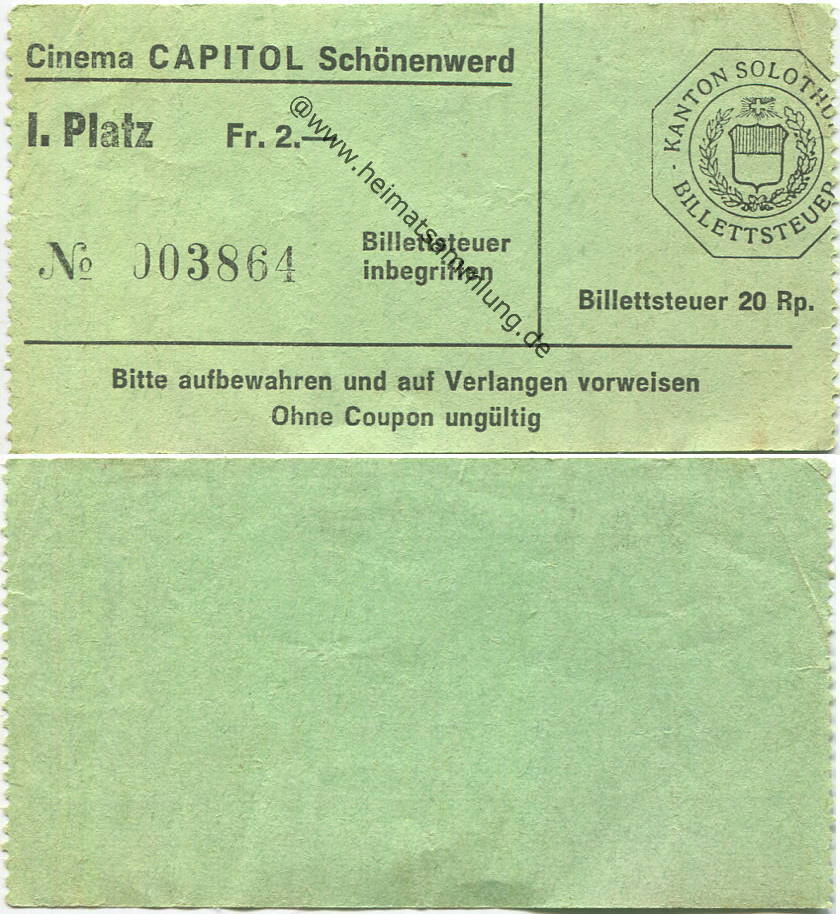 Cinema CAPITOL Schönenwerd
I. Platz Fr. 2.—
№ 003864
Billettsteuer
inbegriffen
KANTON SOLOTHU
· BILLETTSTEUER
Billettsteuer 20 Rp.
Bitte aufbewahren und auf Verlangen vorweisen
Ohne Coupon ungültig
@www.heimatsammlung.de